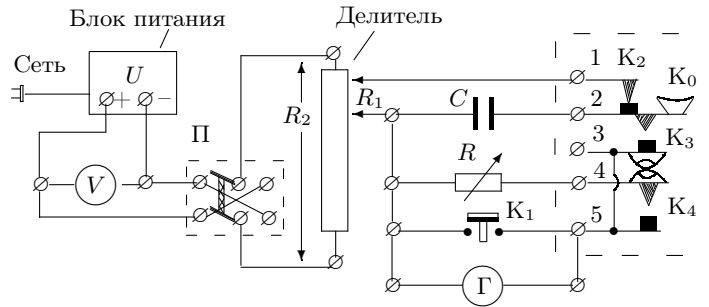 Блок питания
Делитель
Сеть
U
+ −
V
П
R₂
R₁
C
R
K₁
Г
1
2
3
4
5
K₂
K₀
K₃
K₄